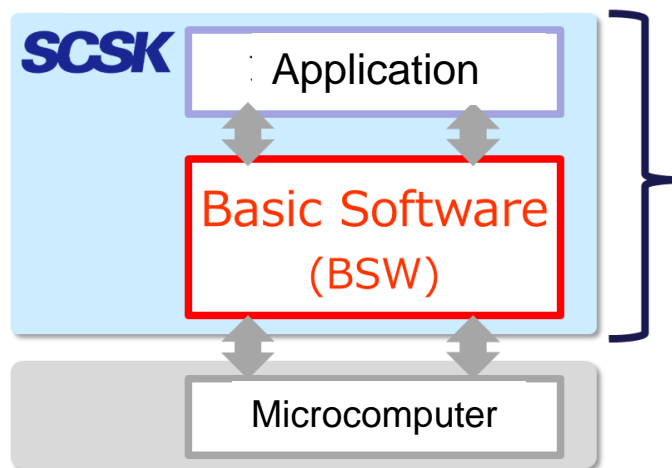 SCSK
Application
Basic Software
(BSW)
Microcomputer